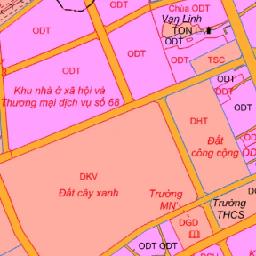 Chùa ODT
Vạn Linh
ODT
TON
ODT
ODT
ODT
TSC
ODT
ODT
ODT
Khu nhà ở xã hội và
Thương mại dịch vụ số 68
ODT
DHT
Đất
công cộng
ODT
DKV
Đất cây xanh
Trường
MN
ODT
Trường
THCS
DGD
ODT ODT